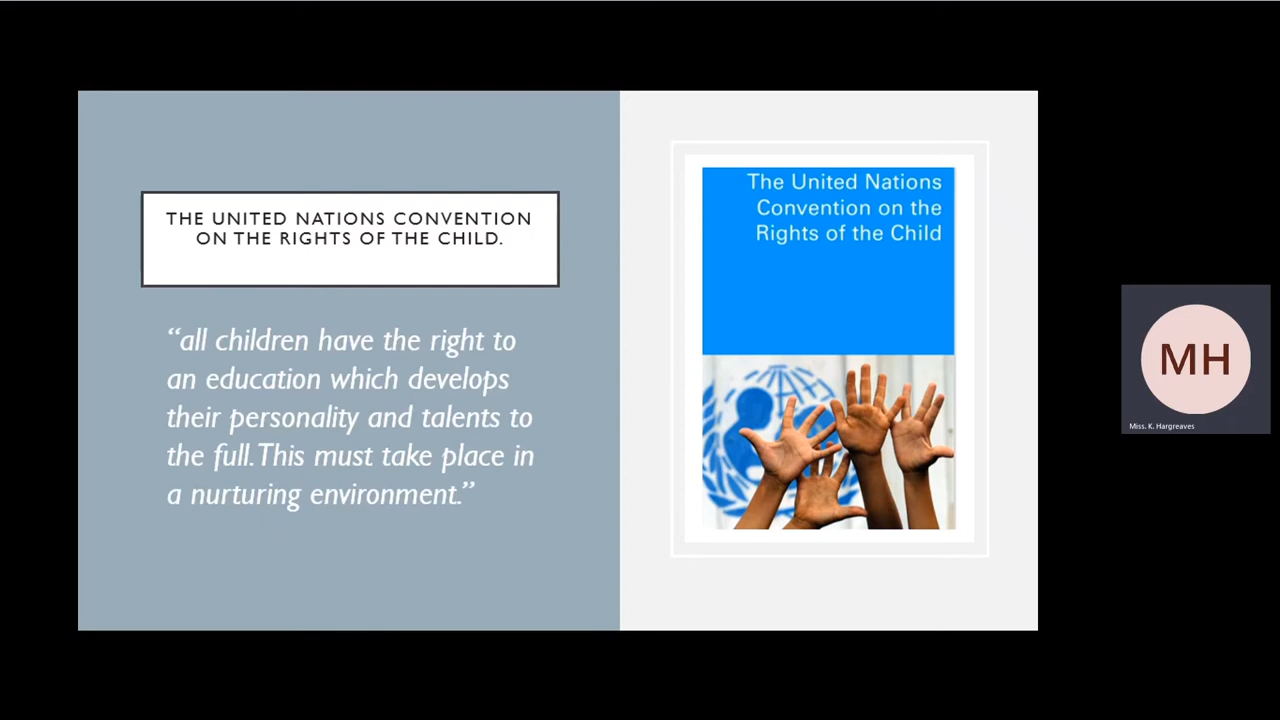 THE UNITED NATIONS CONVENTION
ON THE RIGHTS OF THE CHILD.
“all children have the right to
an education which develops
their personality and talents to
the full. This must take place in
a nurturing environment.”
The United Nations
Convention on the
Rights of the Child
MH
Miss. K. Hargreaves